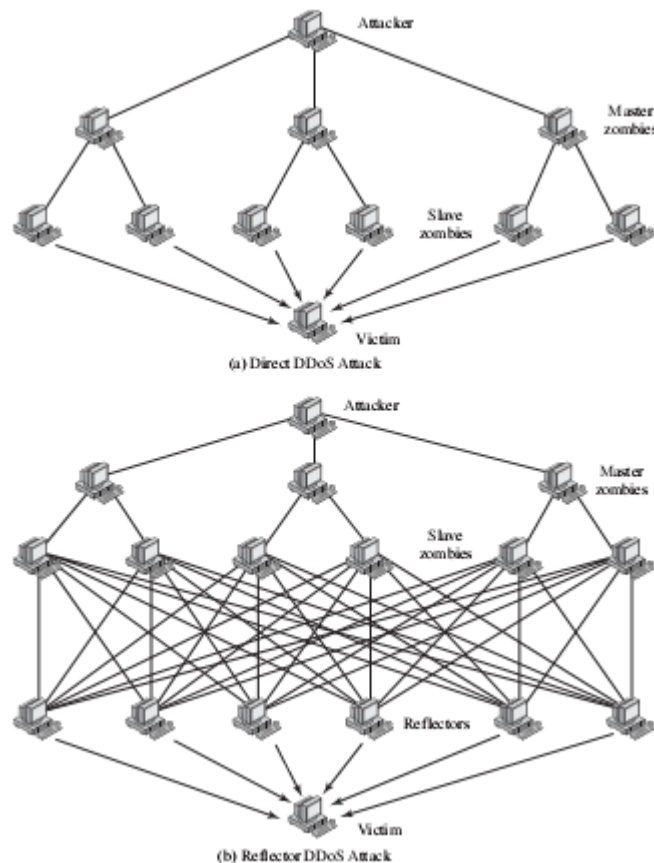 Attacker
Master
zombies
Slave
zombies
Victim
(a) Direct DDoS Attack
Attacker
Master
zombies
Slave
zombies
Reflectors
Victim
(b) Reflector DDoS Attack